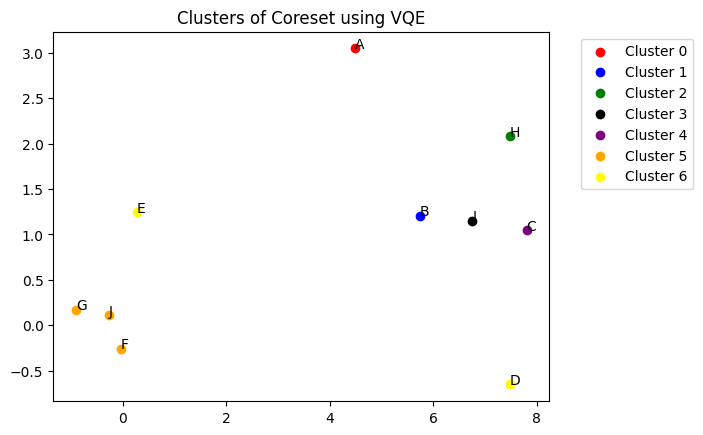 Clusters of Coreset using VQE
3.0
2.5
2.0
1.5
1.0
0.5
0.0
−0.5
0
2
4
6
8
A
H
E
B
I
C
G
J
F
D
Cluster 0
Cluster 1
Cluster 2
Cluster 3
Cluster 4
Cluster 5
Cluster 6